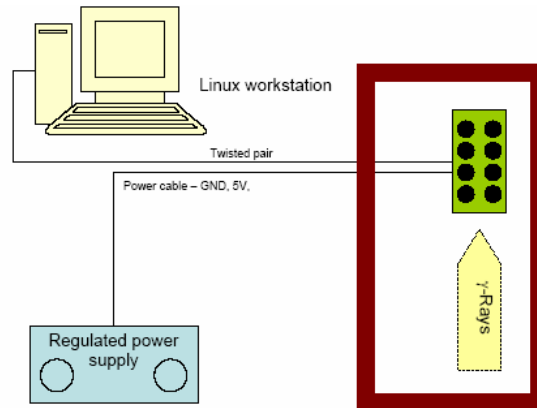 Linux workstation
Twisted pair
Power cable – GND, 5V,
γ-Rays
Regulated power
supply